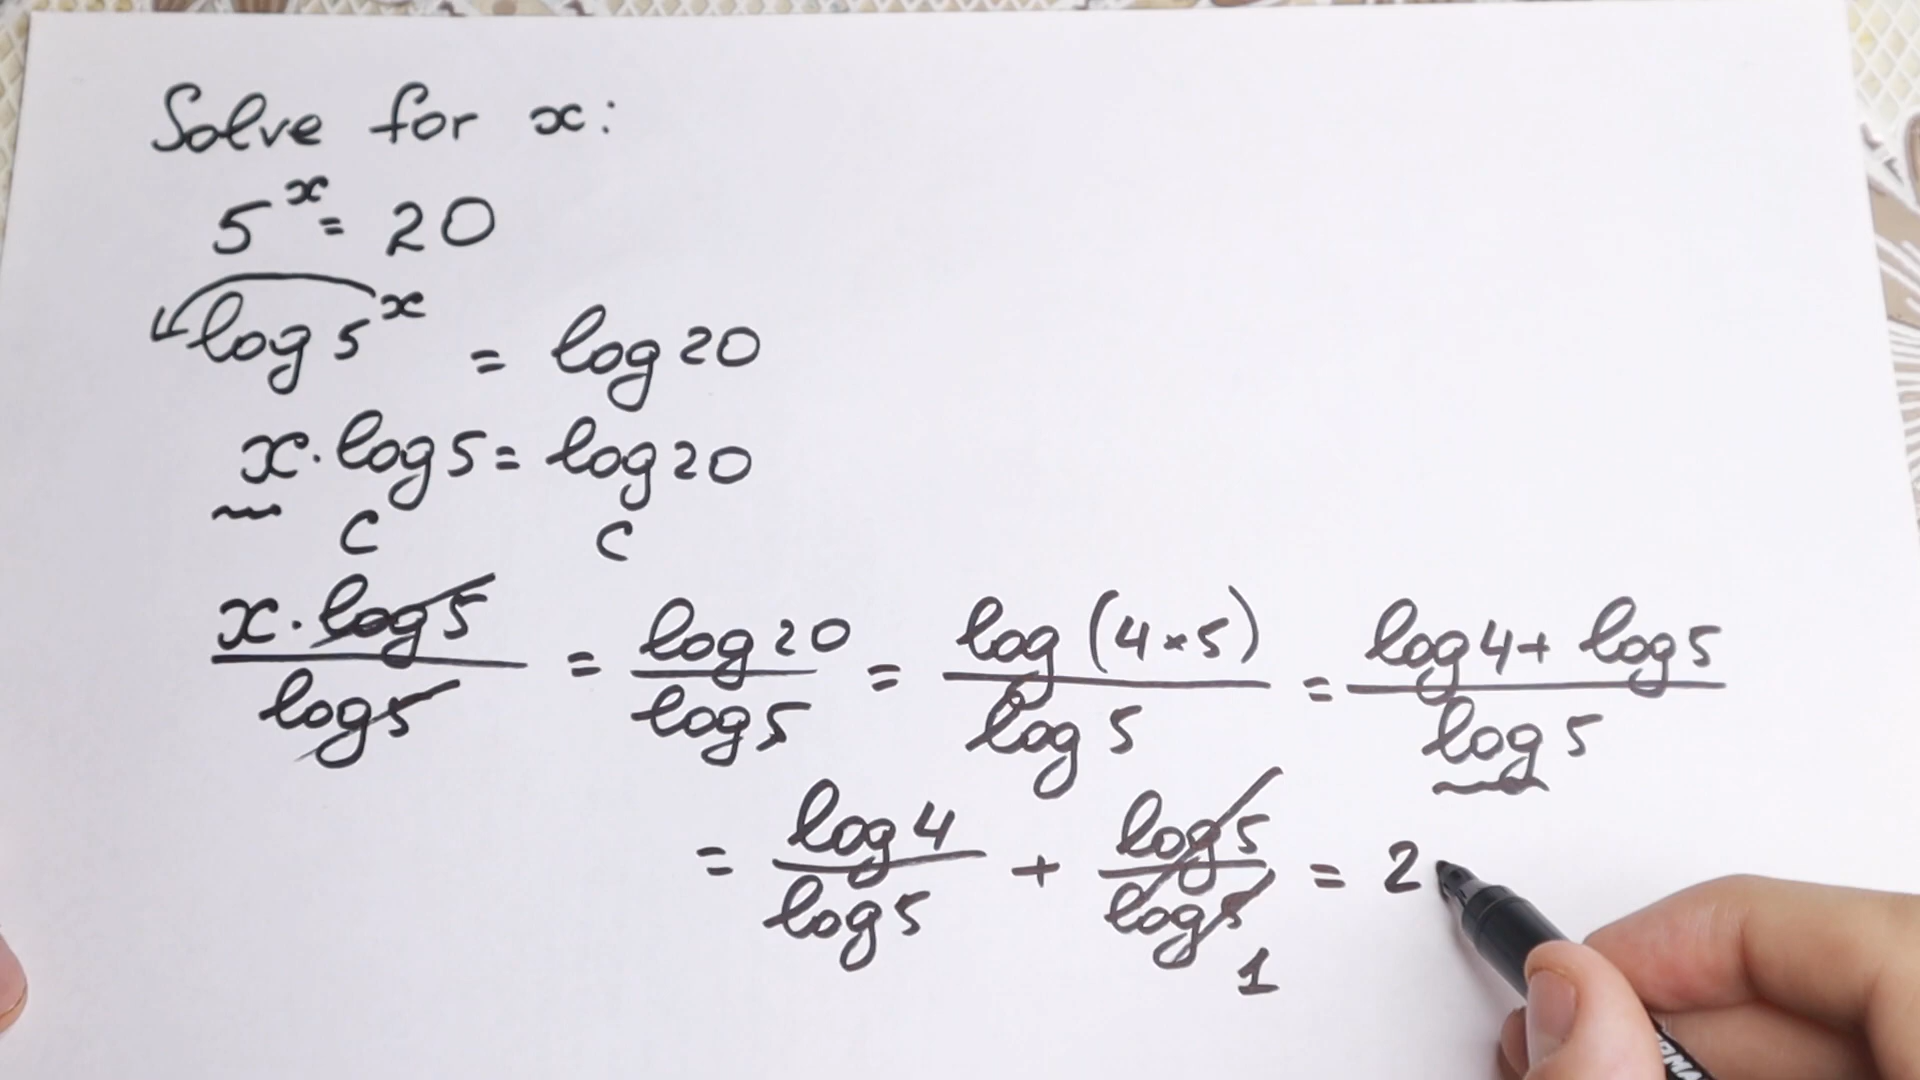 Solve for x:
5^x = 20
log 5^x = log 20
x · log 5 = log 20
c c
x · log 5 / log 5 = log 20 / log 5 = log (4 × 5) / log 5 = log 4 + log 5 / log 5
= log 4 / log 5 + log 5 / log 5 = 2
1